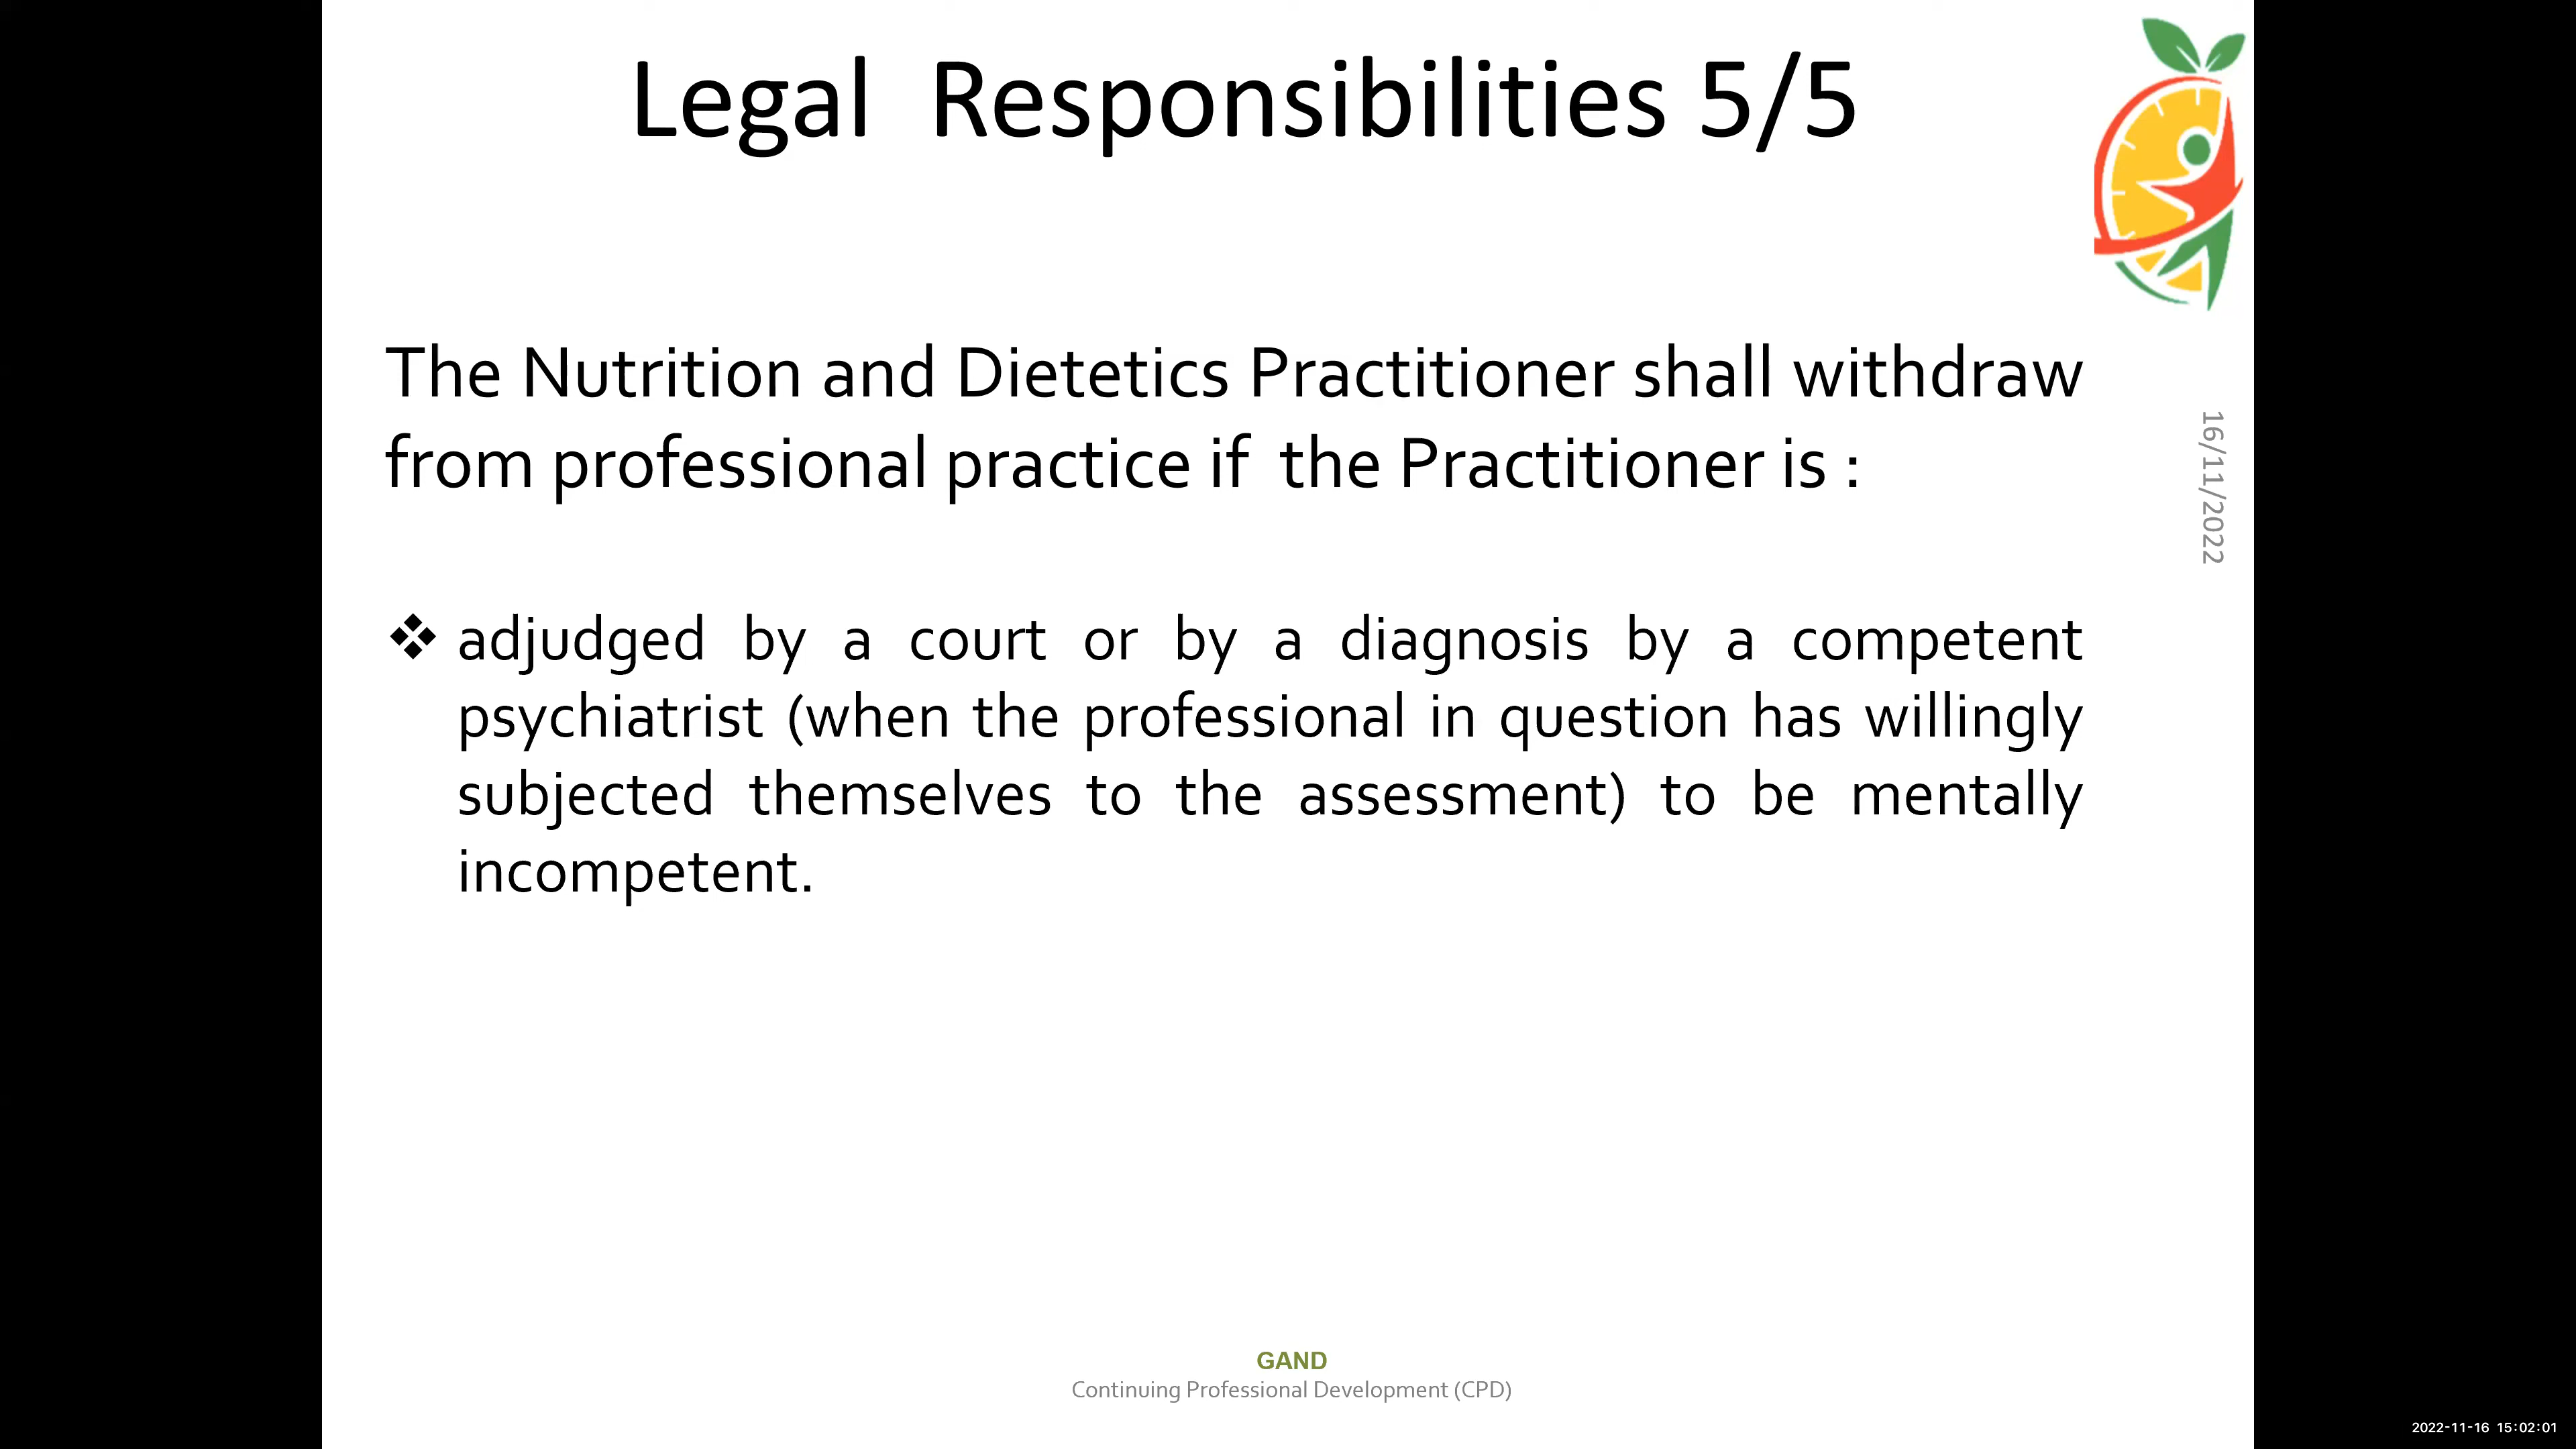 Legal  Responsibilities 5/5
The Nutrition and Dietetics Practitioner shall withdraw
from professional practice if  the Practitioner is :
16/11/2022
❖ adjudged by a court or by a diagnosis by a competent
psychiatrist (when the professional in question has willingly
subjected themselves to the assessment) to be mentally
incompetent.
GAND
Continuing Professional Development (CPD)
2022-11-16 15:02:01